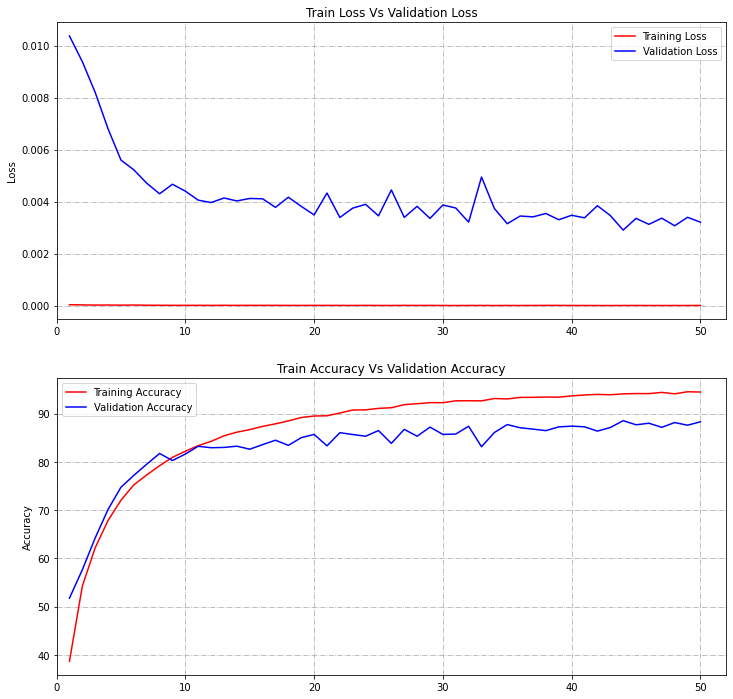 Train Loss Vs Validation Loss
Training Loss
Validation Loss
Loss
0.010
0.008
0.006
0.004
0.002
0.000
0 10 20 30 40 50
Train Accuracy Vs Validation Accuracy
Training Accuracy
Validation Accuracy
Accuracy
90
80
70
60
50
40
0 10 20 30 40 50